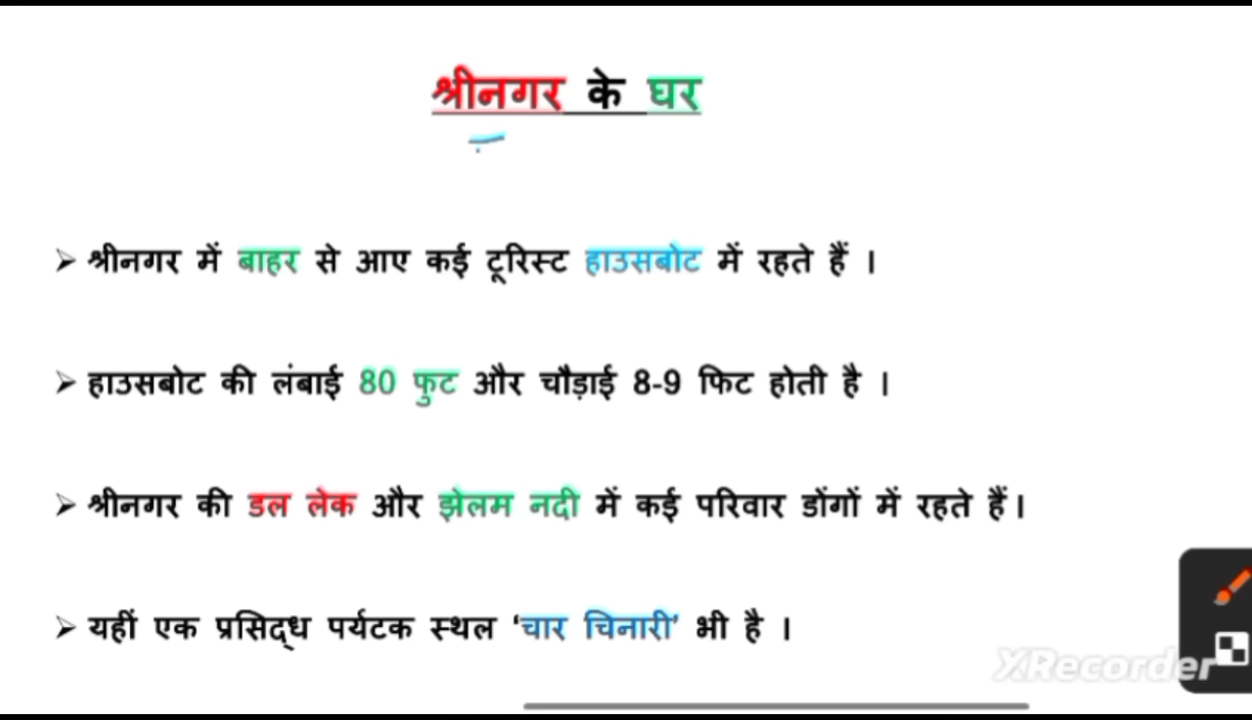 श्रीनगर के घर
➢ श्रीनगर में बाहर से आए कई टूरिस्ट हाउसबोट में रहते हैं ।
➢ हाउसबोट की लंबाई 80 फुट और चौड़ाई 8-9 फिट होती है ।
➢ श्रीनगर की डल लेक और झेलम नदी में कई परिवार डोंगों में रहते हैं।
➢ यहीं एक प्रसिद्ध पर्यटक स्थल ‘चार चिनारी’ भी है ।
XRecorder